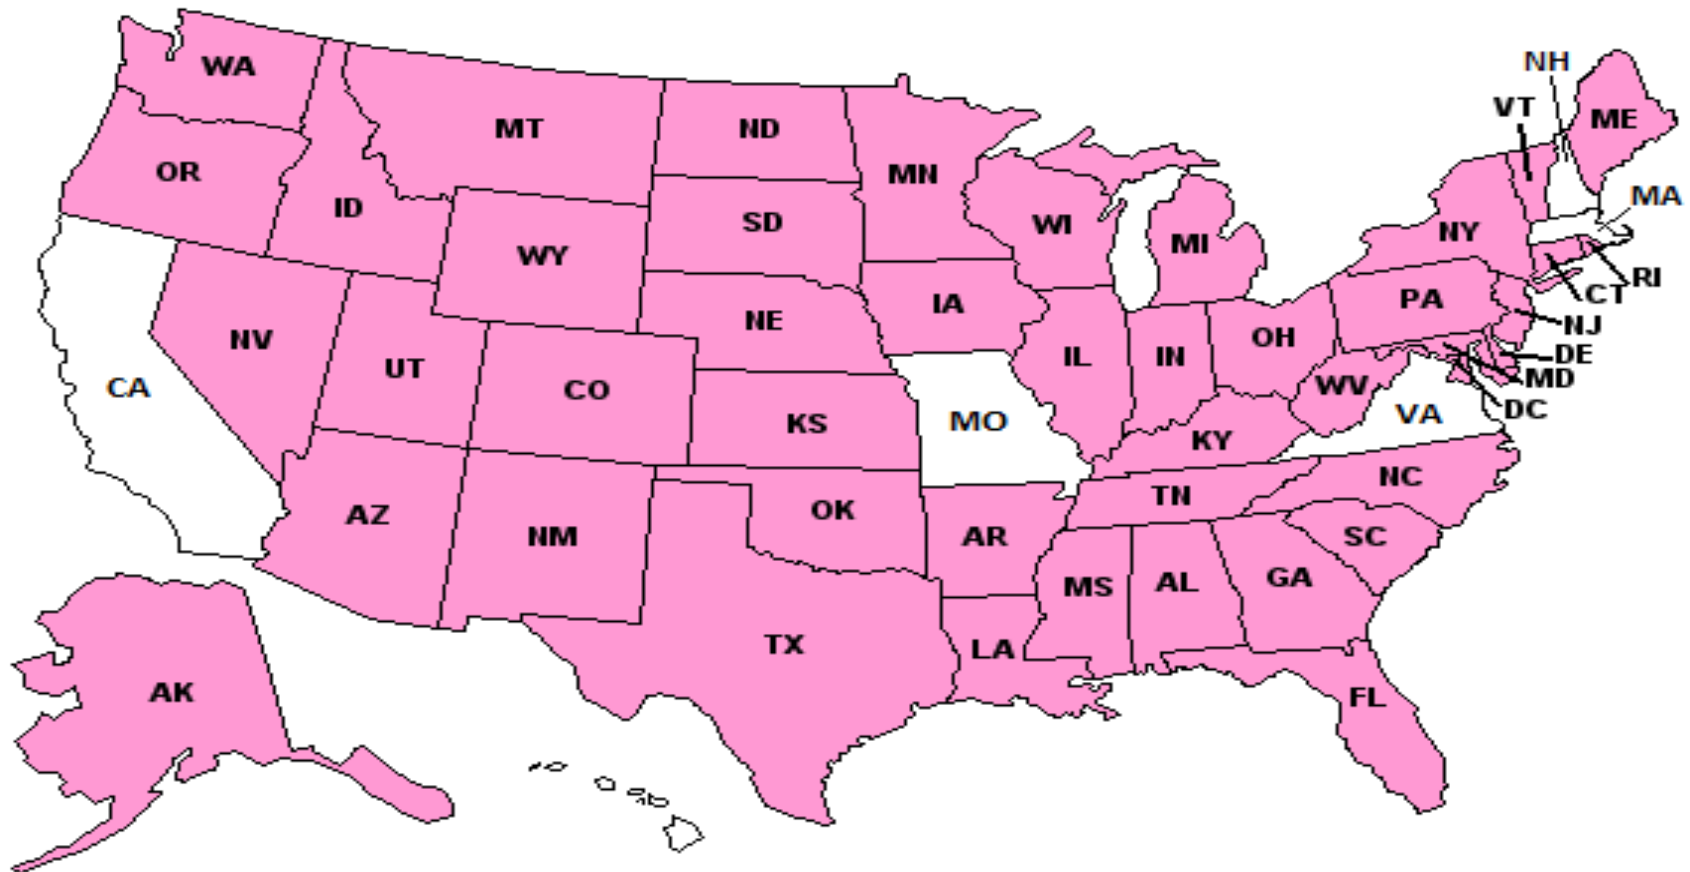 NH
WA
VT
ME
MT
ND
OR
MN
MA
ID
SD
WI
NY
MI
WY
RI
CT
PA
IA
NE
NJ
NV
OH
DE
IL
IN
UT
MD
CO
WV
CA
DC
VA
MO
KS
KY
NC
TN
OK
AZ
NM
AR
SC
GA
AL
MS
TX
LA
AK
FL